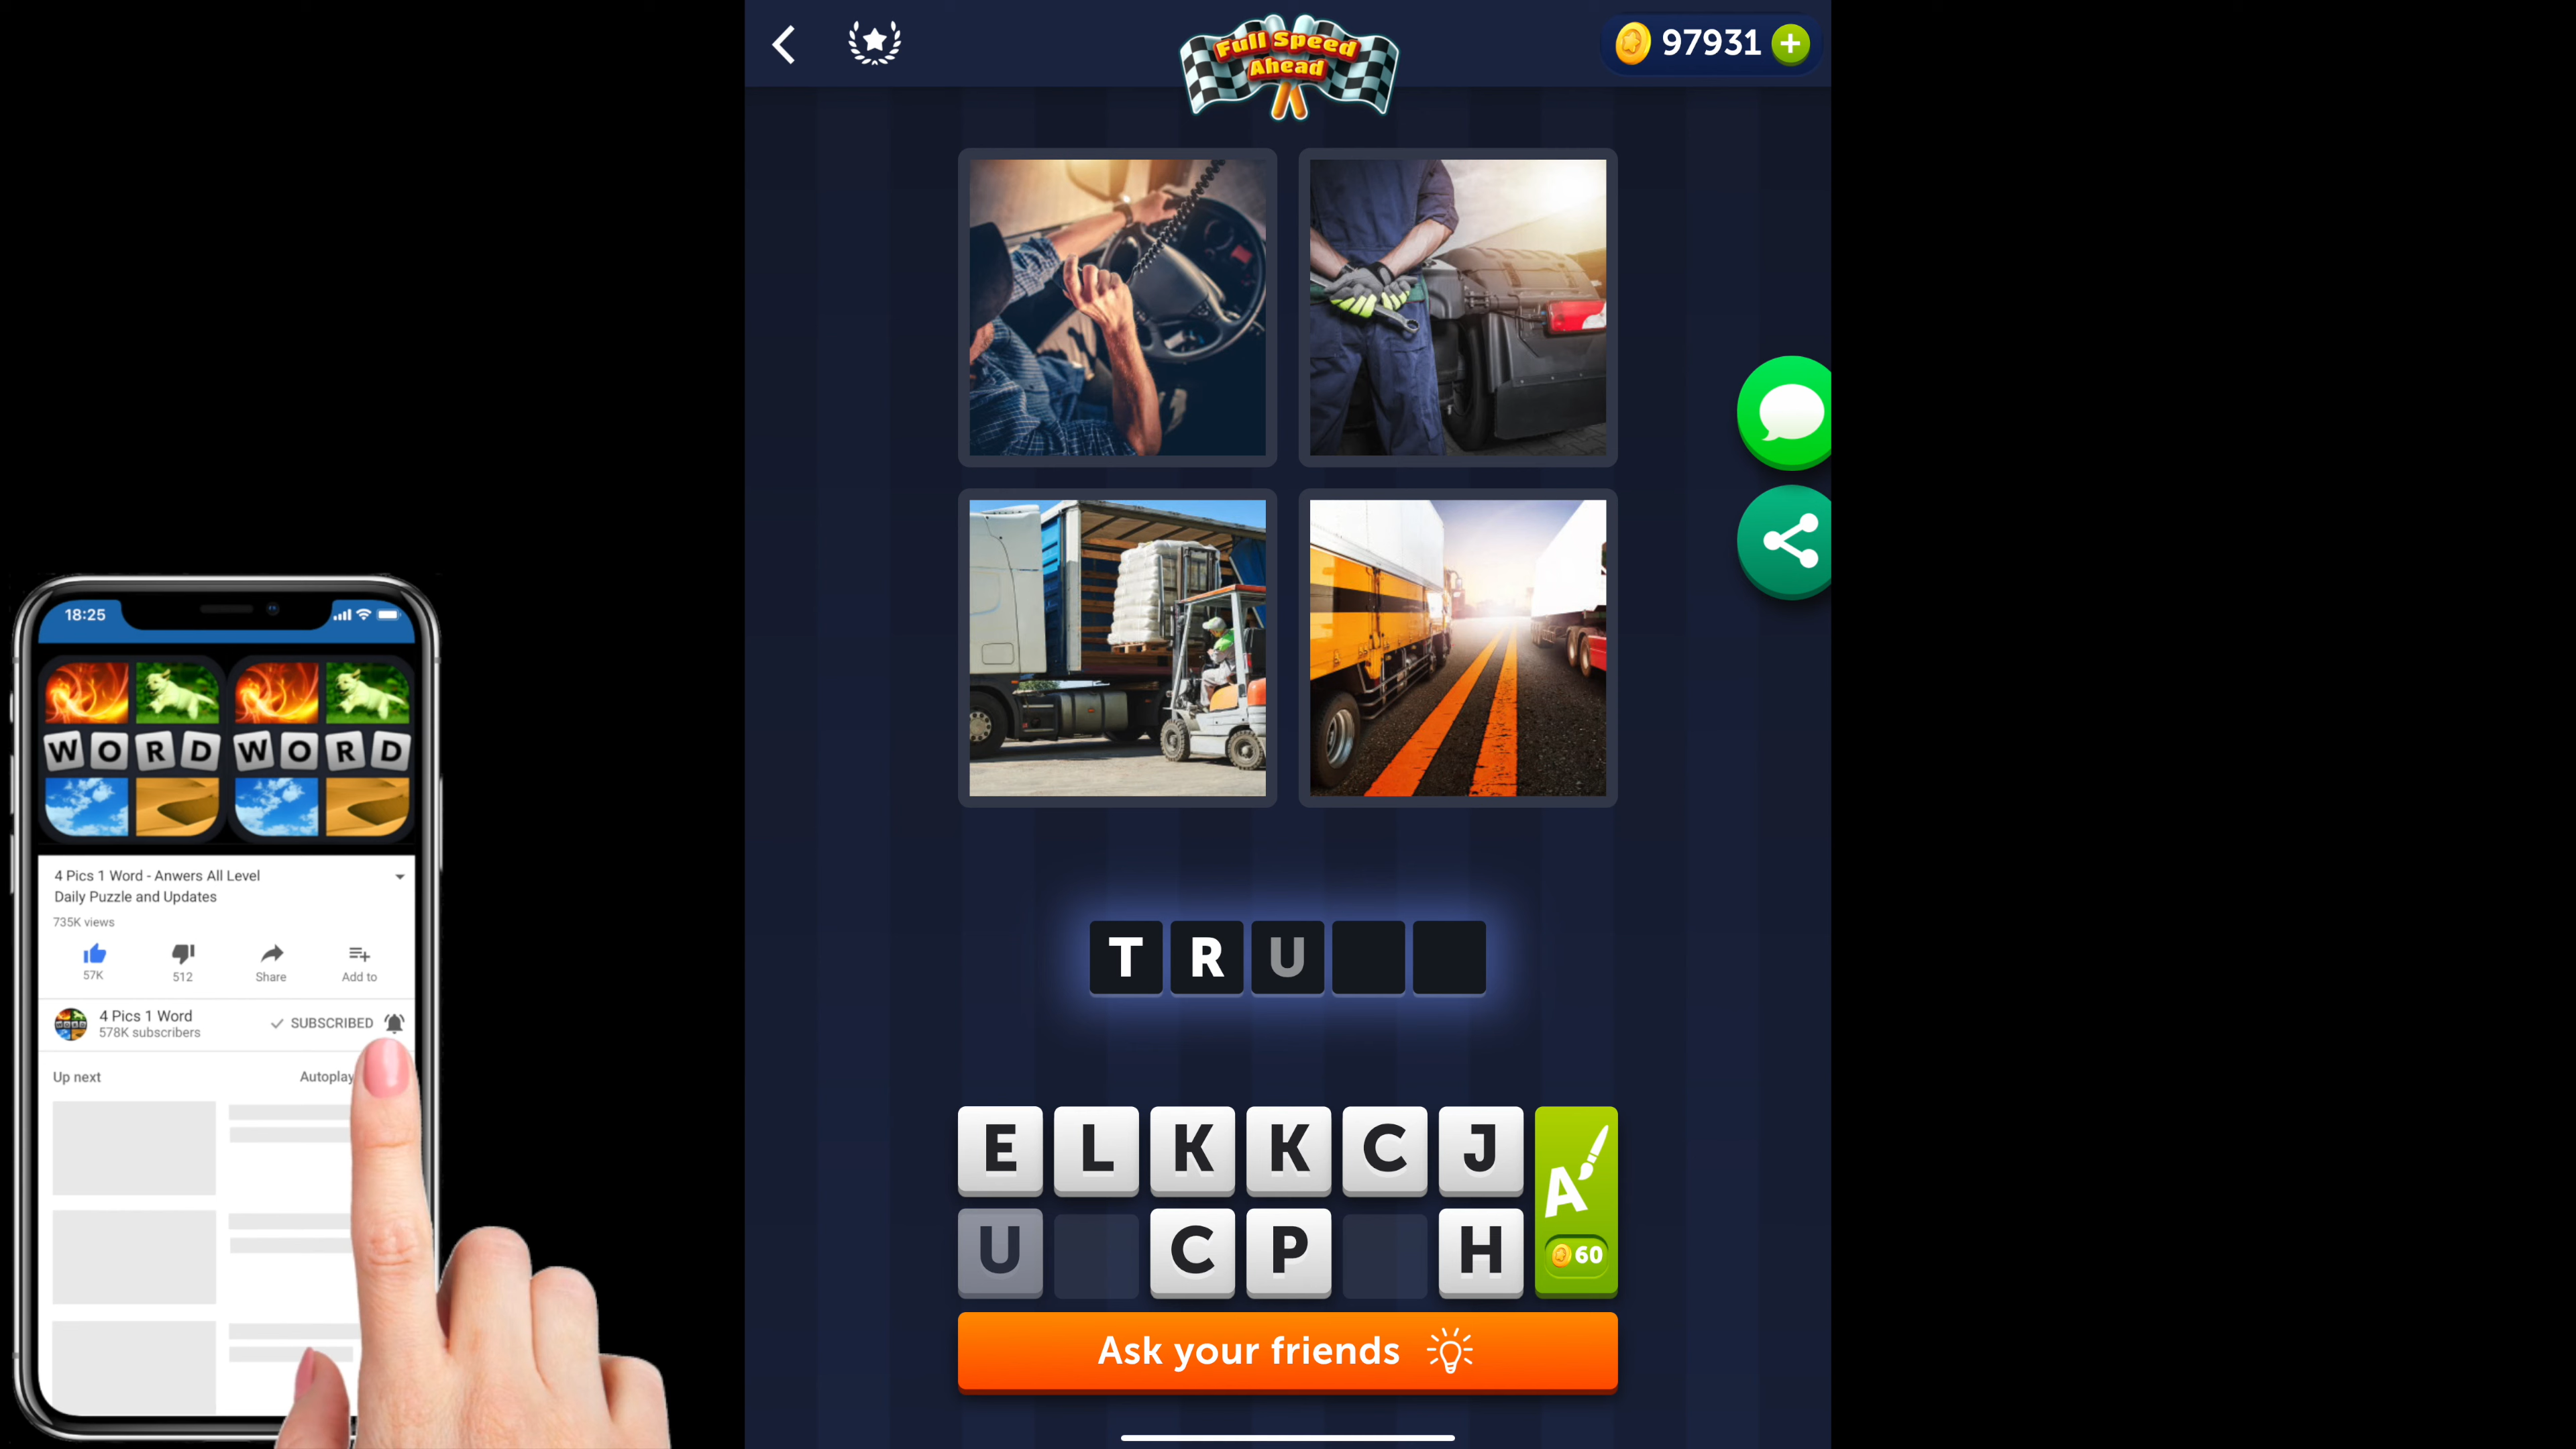 Full Speed
Ahead
97931
T R U
E L K K C J
U C P H
A
60
Ask your friends
18:25
W O R D W O R D
4 Pics 1 Word - Anwers All Level
Daily Puzzle and Updates
735K views
57K 512 Share Add to
4 Pics 1 Word
578K subscribers
SUBSCRIBED
Up next Autoplay